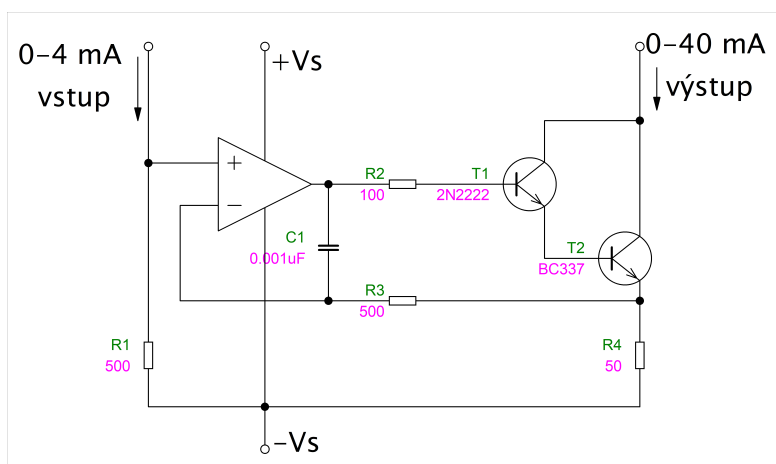 0–4 mA
vstup
+Vs
0–40 mA
výstup
+
−
R2
100
T1
2N2222
C1
0.001uF
T2
BC337
R3
500
R1
500
R4
50
−Vs